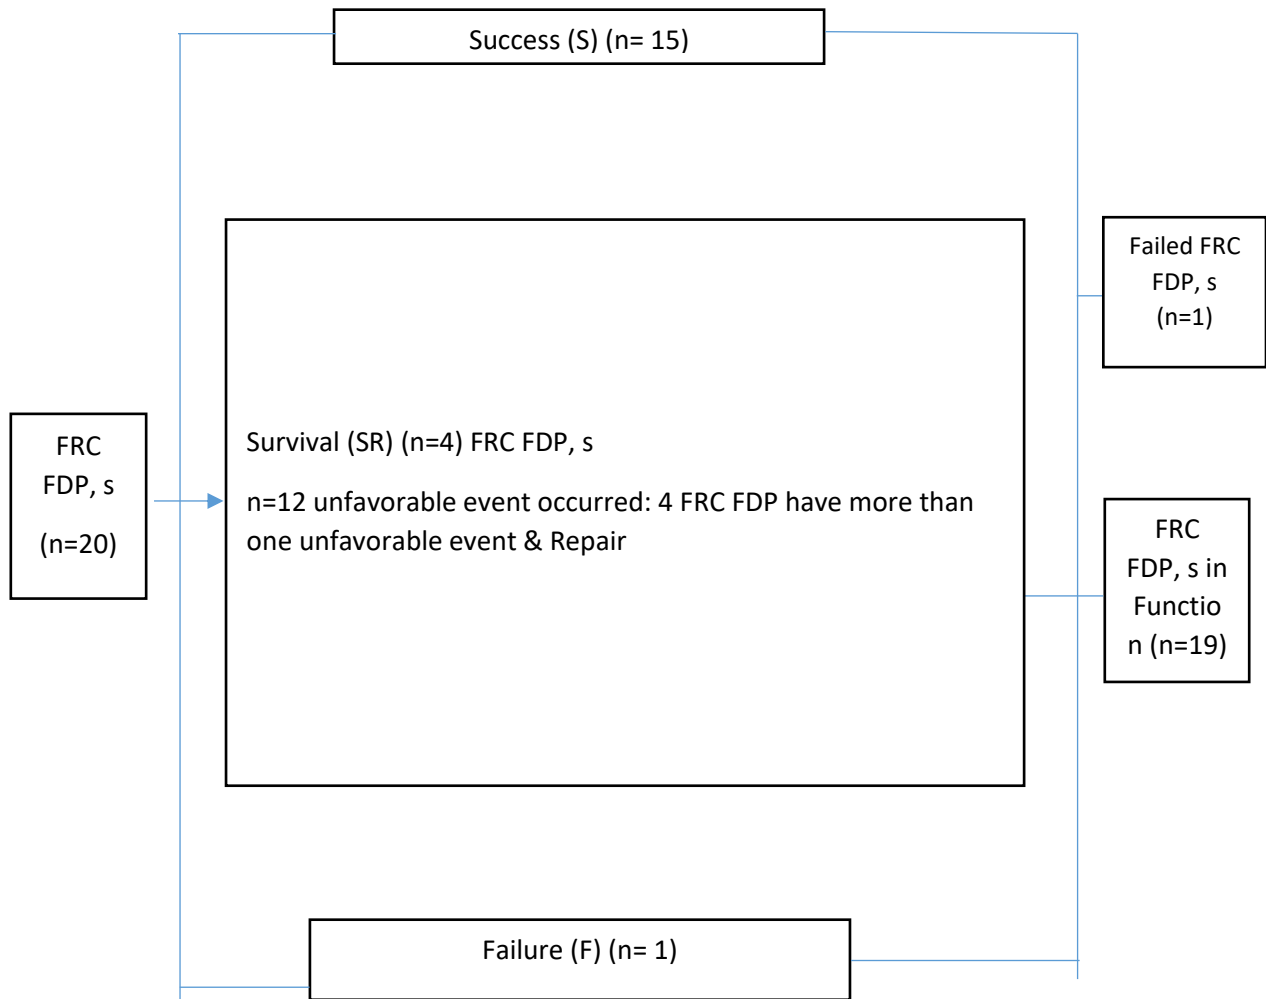 Success (S) (n= 15)
Failed FRC
FDP, s
(n=1)
FRC
FDP, s
(n=20)
Survival (SR) (n=4) FRC FDP, s
n=12 unfavorable event occurred: 4 FRC FDP have more than
one unfavorable event & Repair
FRC
FDP, s in
Functio
n (n=19)
Failure (F) (n= 1)